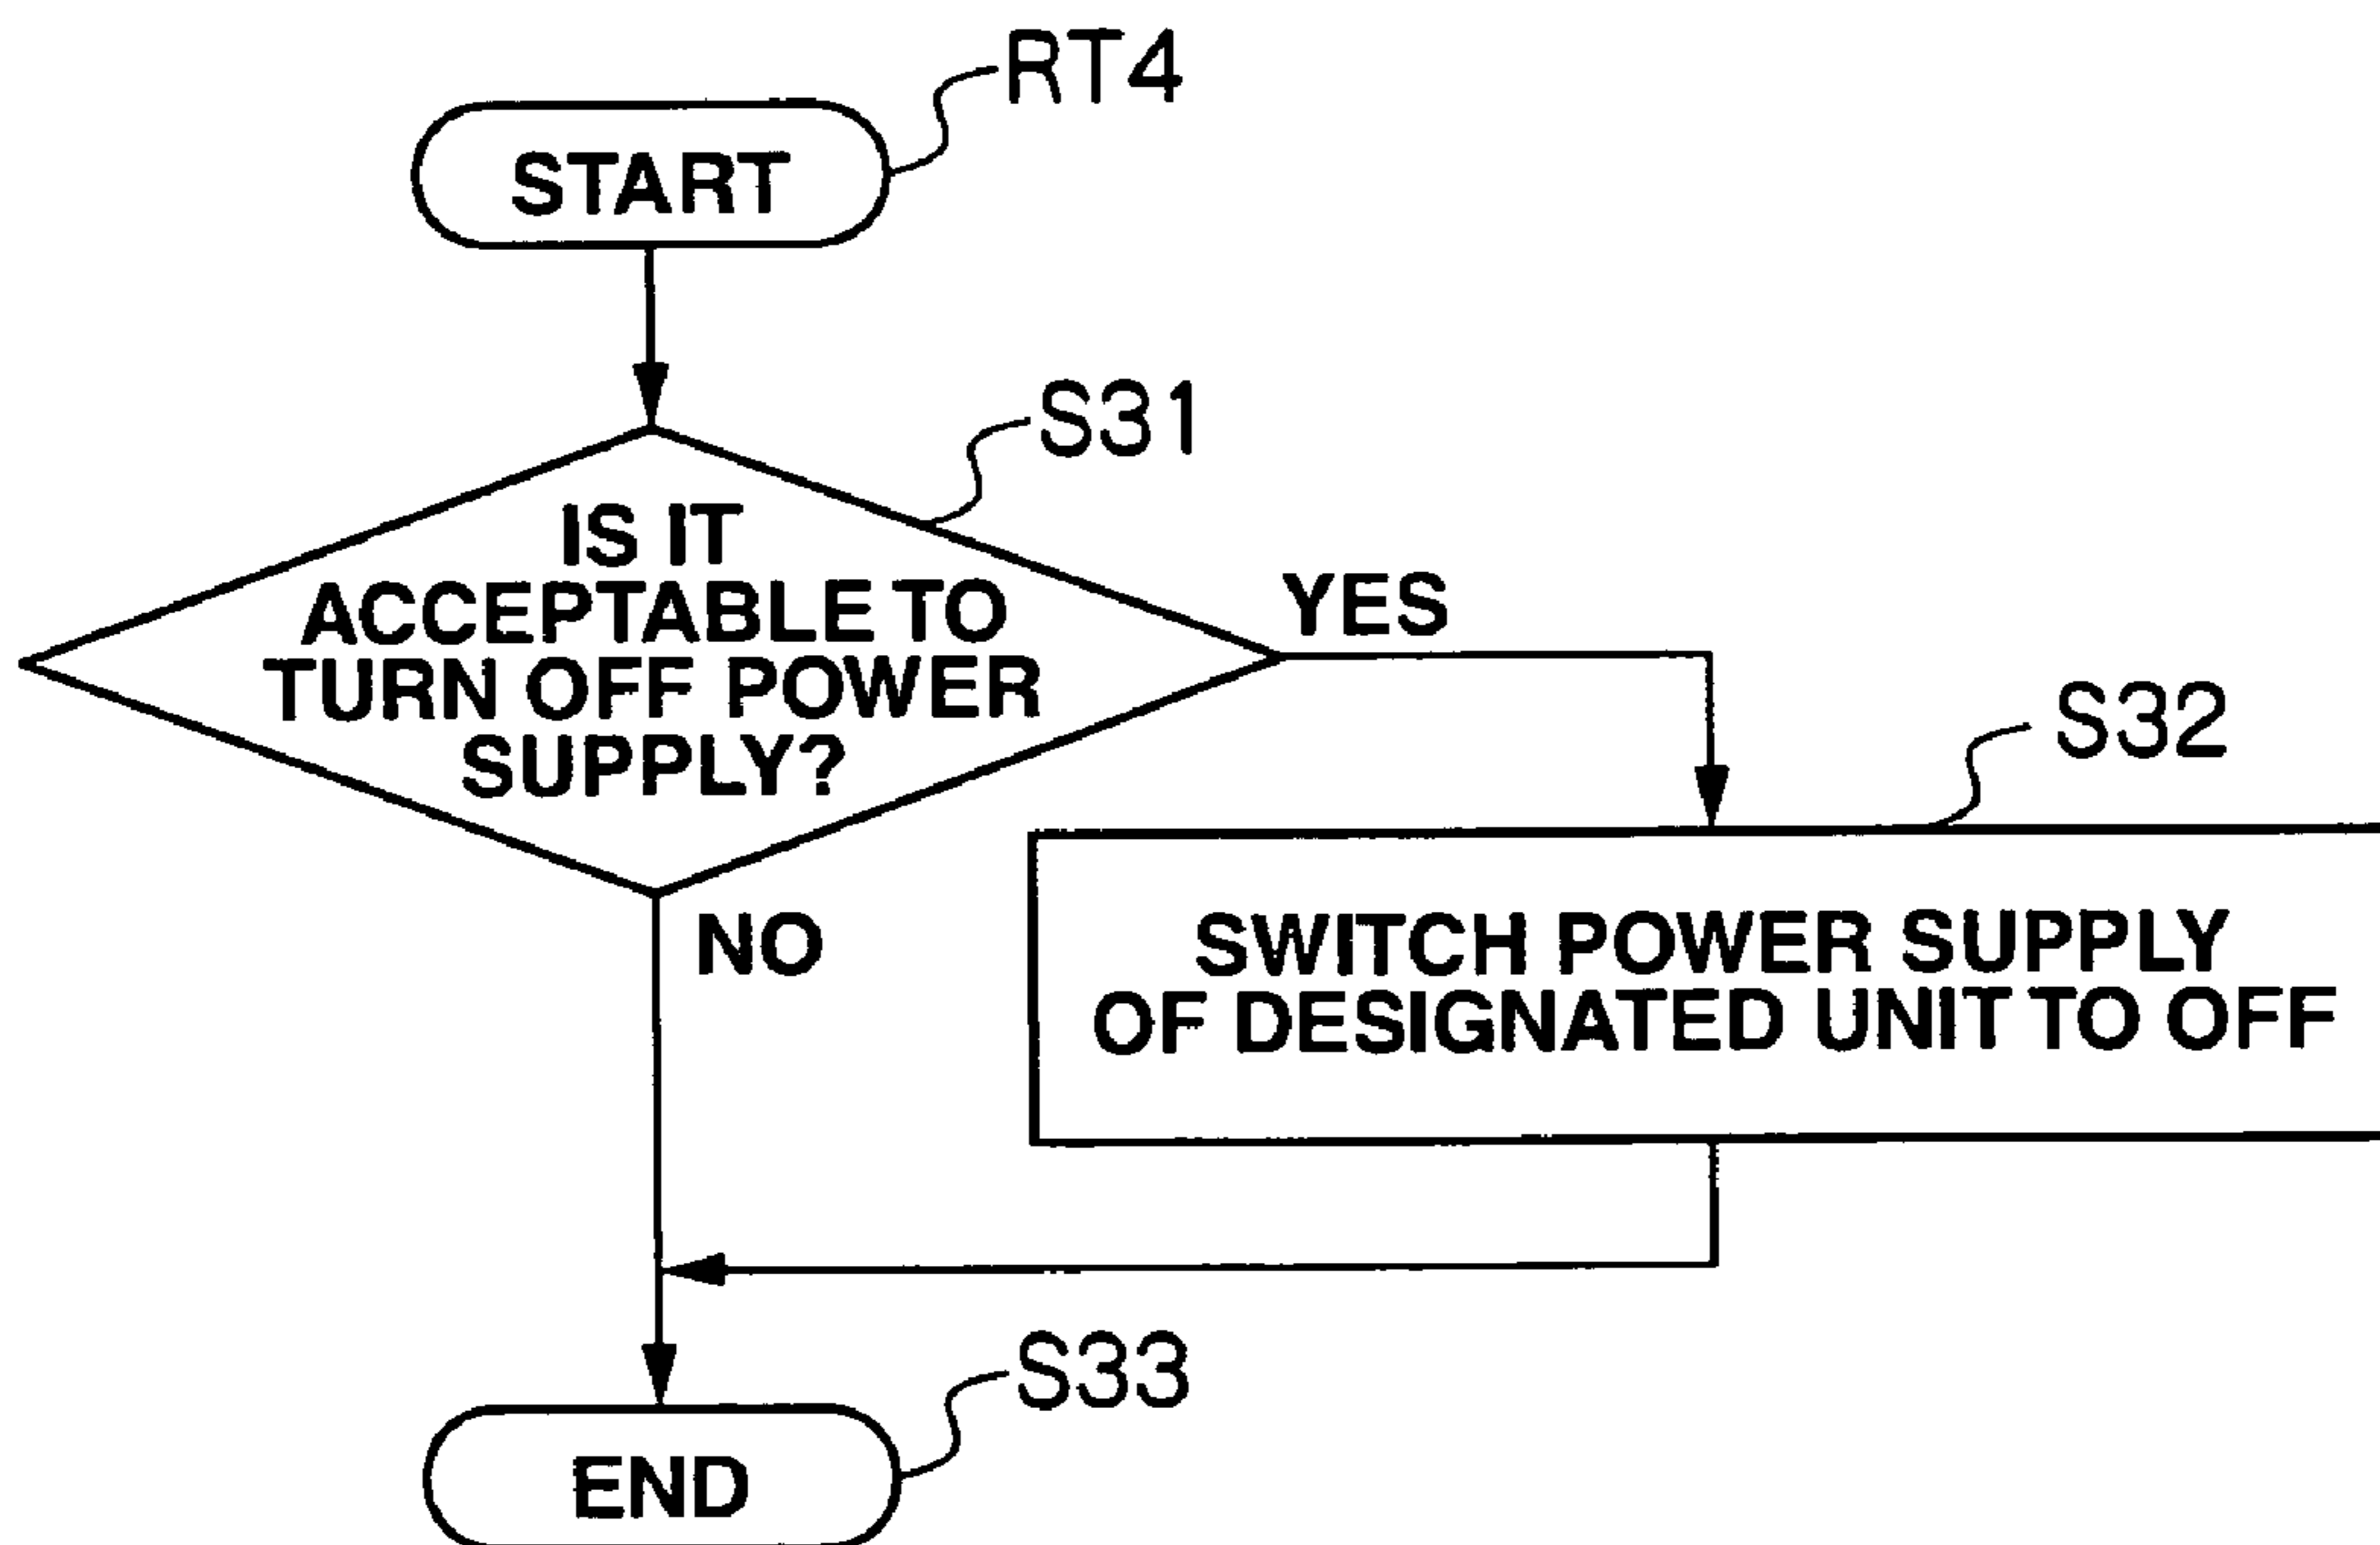 RT4
START
S31
IS IT
ACCEPTABLE TO
TURN OFF POWER
SUPPLY?
YES
S32
NO
SWITCH POWER SUPPLY
OF DESIGNATED UNIT TO OFF
S33
END